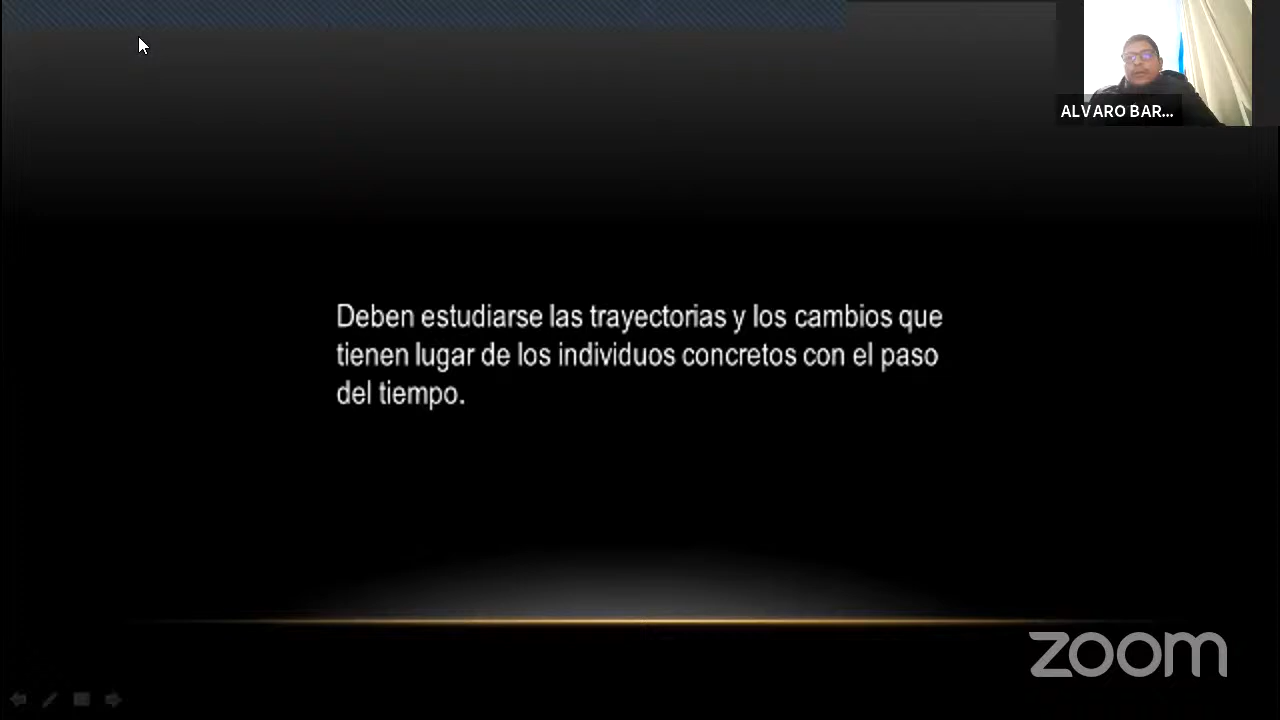 ALVARO BAR...
Deben estudiarse las trayectorias y los cambios que
tienen lugar de los individuos concretos con el paso
del tiempo.
zoom